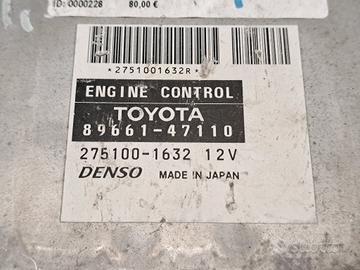 ID: 0000228 80,00 €
*2751001632R*
ENGINE CONTROL
TOYOTA
89661-47110
275100-1632 12V
DENSO MADE IN JAPAN